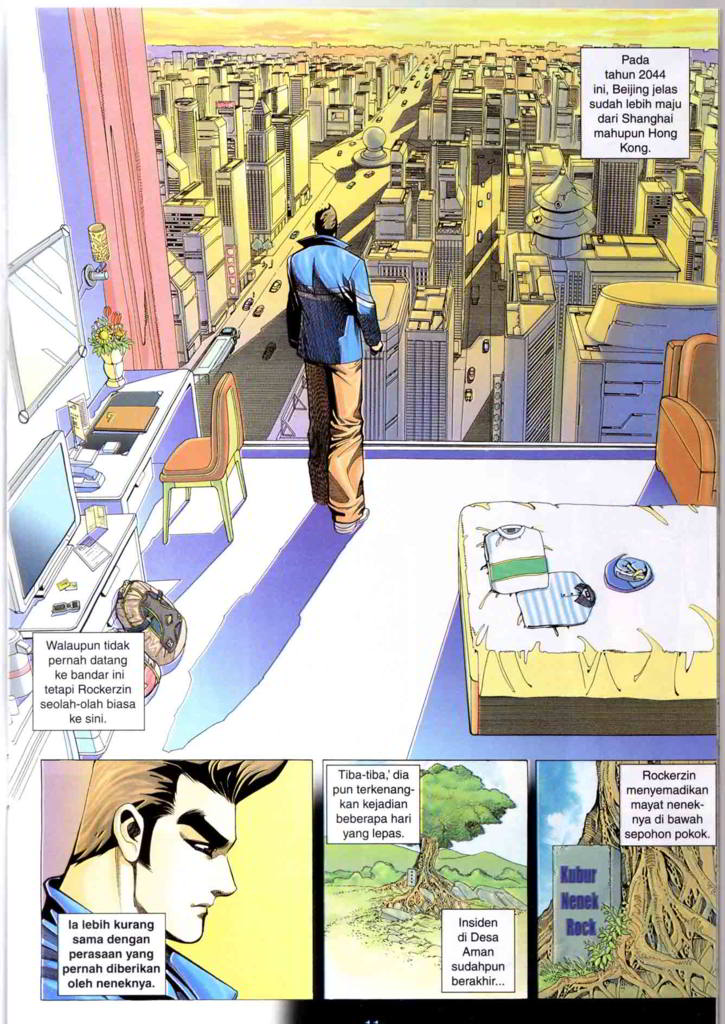 Pada
tahun 2044
ini, Beijing jelas
sudah lebih maju
dari Shanghai
mahupun Hong
Kong.
Walaupun tidak
pernah datang
ke bandar ini
tetapi Rockerzin
seolah-olah biasa
ke sini.
Ia lebih kurang
sama dengan
perasaan yang
pernah diberikan
oleh neneknya.
Tiba-tiba,' dia
pun terkenang-
kan kejadian
beberapa hari
yang lepas.
Insiden
di Desa
Aman
sudahpun
berakhir...
Rockerzin
menyemadikan
mayat nenek-
nya di bawah
sepohon pokok.
Kubur
Nenek
Rock